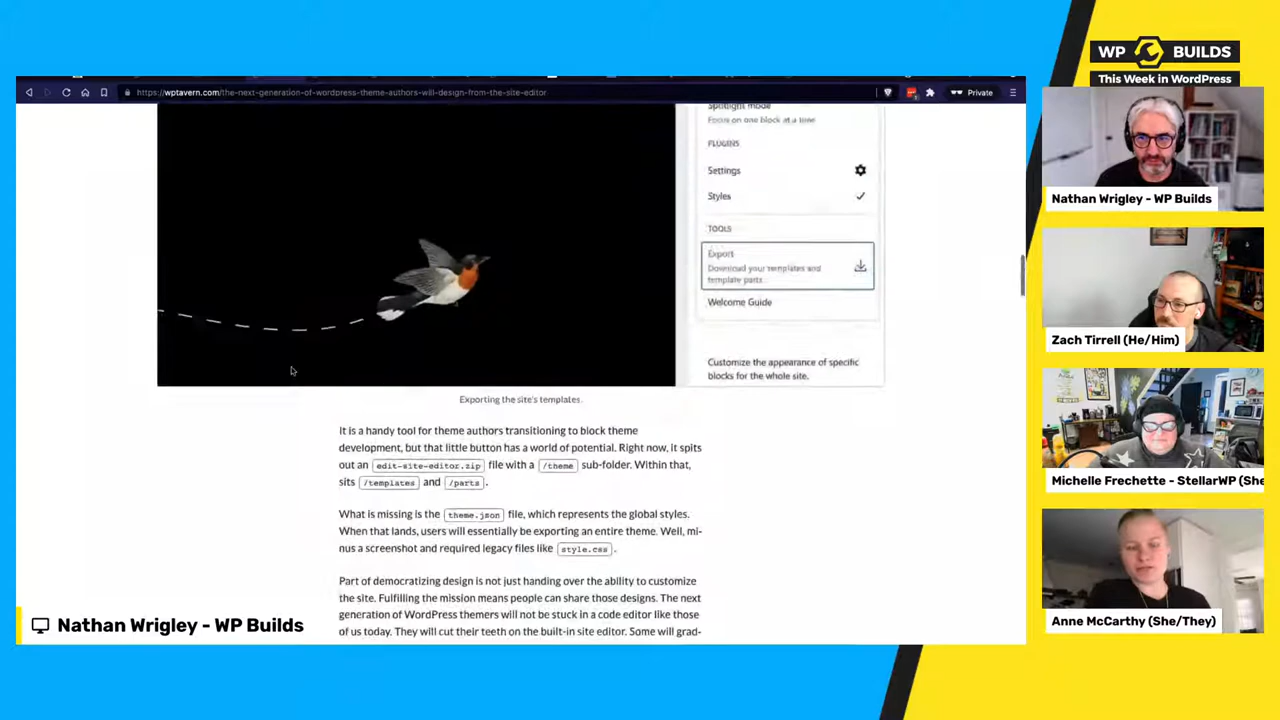 WP BUILDS
This Week in WordPress
https://wptavern.com/the-next-generation-of-wordpress-theme-authors-will-design-from-the-site-editor
Private
Spotlight mode
Focus on one block at a time
PLUGINS
Settings
Styles
TOOLS
Export
Download your templates and
template parts.
Welcome Guide
Customize the appearance of specific
blocks for the whole site.
Exporting the site's templates.
It is a handy tool for theme authors transitioning to block theme
development, but that little button has a world of potential. Right now, it spits
out an edit-site-editor.zip file with a /theme sub-folder. Within that,
sits /templates and /parts.
What is missing is the theme.json file, which represents the global styles.
When that lands, users will essentially be exporting an entire theme. Well, mi-
nus a screenshot and required legacy files like style.css.
Part of democratizing design is not just handing over the ability to customize
the site. Fulfilling the mission means people can share those designs. The next
generation of WordPress themers will not be stuck in a code editor like those
of us today. They will cut their teeth on the built-in site editor. Some will grad-
Nathan Wrigley - WP Builds
Nathan Wrigley - WP Builds
Zach Tirrell (He/Him)
Michelle Frechette - StellarWP (She
Anne McCarthy (She/They)